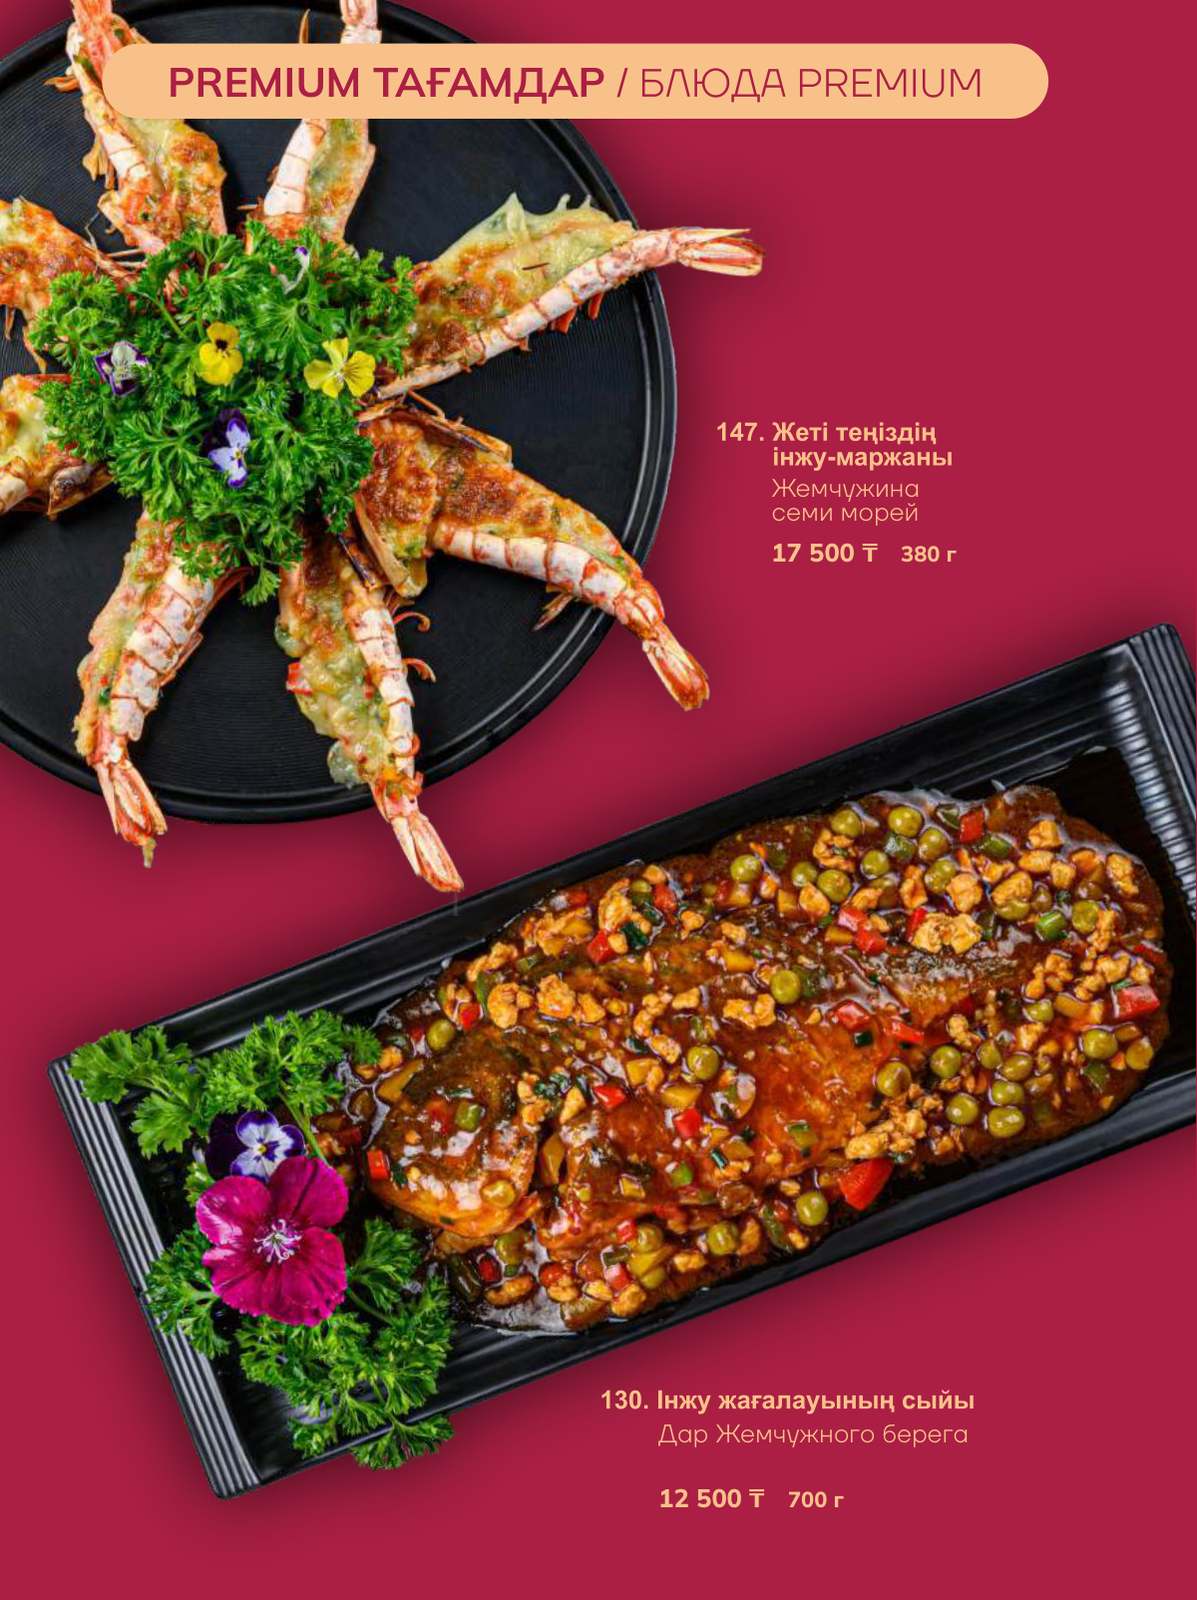 PREMIUM ТАҒАМДАР / БЛЮДА PREMIUM
147. Жеті теңіздің
інжу-маржаны
Жемчужина
семи морей
17 500 ₸ 380 г
130. Інжу жағалауының сыйы
Дар Жемчужного берега
12 500 ₸ 700 г